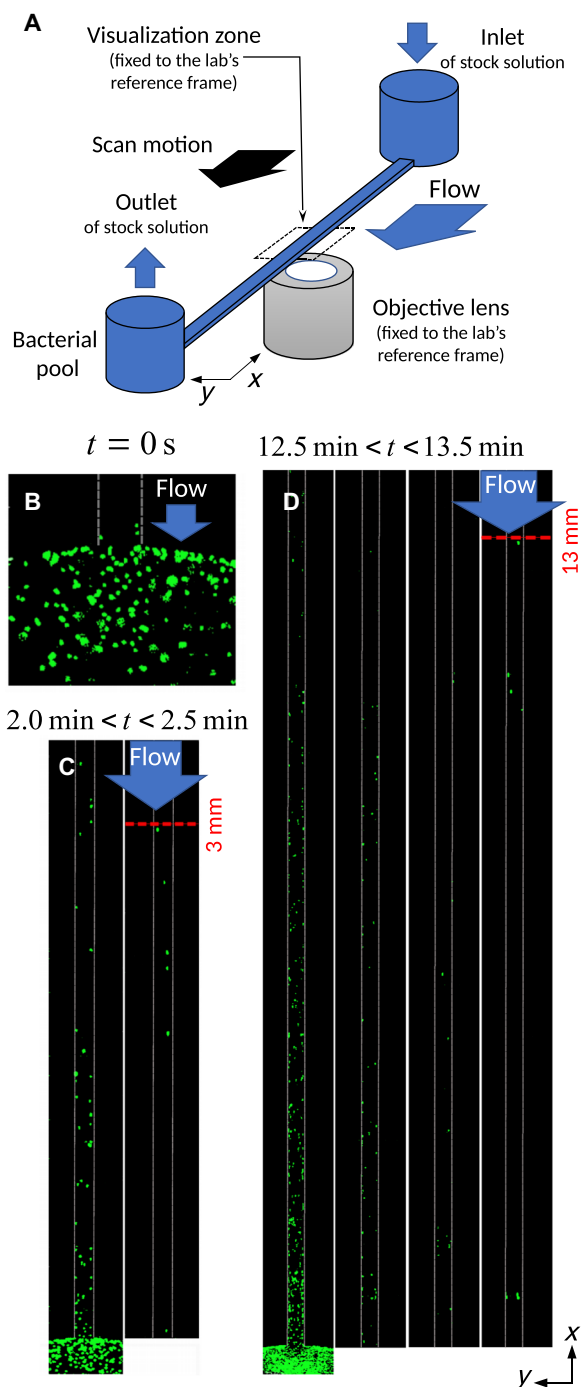 A
Visualization zone
(fixed to the lab's
reference frame)
Inlet
of stock solution
Scan motion
Outlet
of stock solution
Flow
Objective lens
(fixed to the lab's
reference frame)
Bacterial
pool
y
x
t = 0 s
B
Flow
12.5 min < t < 13.5 min
D
Flow
13 mm
2.0 min < t < 2.5 min
C
Flow
3 mm
x
y